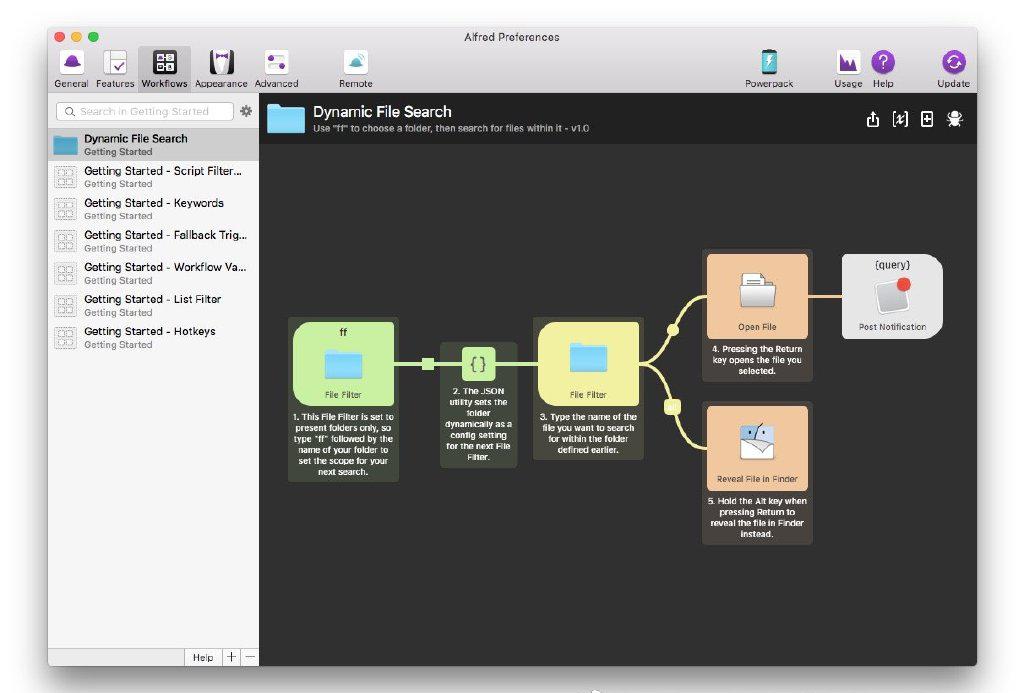 Alfred Preferences
General Features Workflows Appearance Advanced Remote Powerpack Usage Help Update
Search in Getting Started
Dynamic File Search
Getting Started
Getting Started - Script Filter...
Getting Started
Getting Started - Keywords
Getting Started
Getting Started - Fallback Trig...
Getting Started
Getting Started - Workflow Va...
Getting Started
Getting Started - List Filter
Getting Started
Getting Started - Hotkeys
Getting Started
Help + −
Dynamic File Search
Use "ff" to choose a folder, then search for files within it - v1.0
ff
File Filter
1. This File Filter is set to
present folders only, so
type "ff" followed by the
name of your folder to
set the scope for your
next search.
{}
2. The JSON
utility sets the
folder
dynamically as a
config setting
for the next File
Filter.
File Filter
3. Type the name of the
file you want to search
for within the folder
defined earlier.
Open File
4. Pressing the Return
key opens the file you
selected.
{query}
Post Notification
Reveal File in Finder
5. Hold the Alt key when
pressing Return to
reveal the file in Finder
instead.